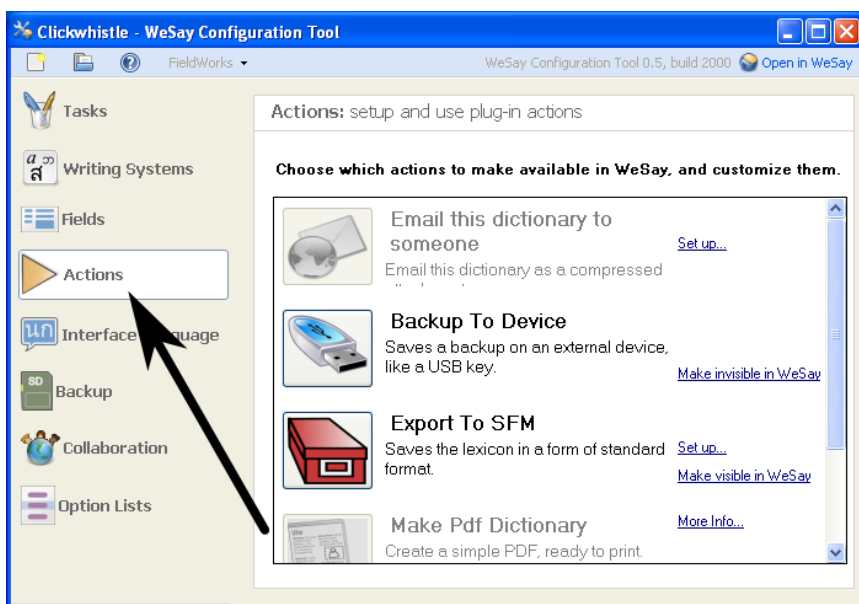 Clickwhistle - WeSay Configuration Tool
FieldWorks
WeSay Configuration Tool 0.5, build 2000
Open in WeSay
Tasks
Writing Systems
Fields
Actions
Interface
Backup
SD
Collaboration
Option Lists
Actions: setup and use plug-in actions
Choose which actions to make available in WeSay, and customize them.
Email this dictionary to
someone
Set up...
Email this dictionary as a compressed
Backup To Device
Saves a backup on an external device,
like a USB key.
Make invisible in WeSay
Export To SFM
Saves the lexicon in a form of standard
format.
Set up...
Make visible in WeSay
Make Pdf Dictionary
More Info...
Create a simple PDF, ready to print.